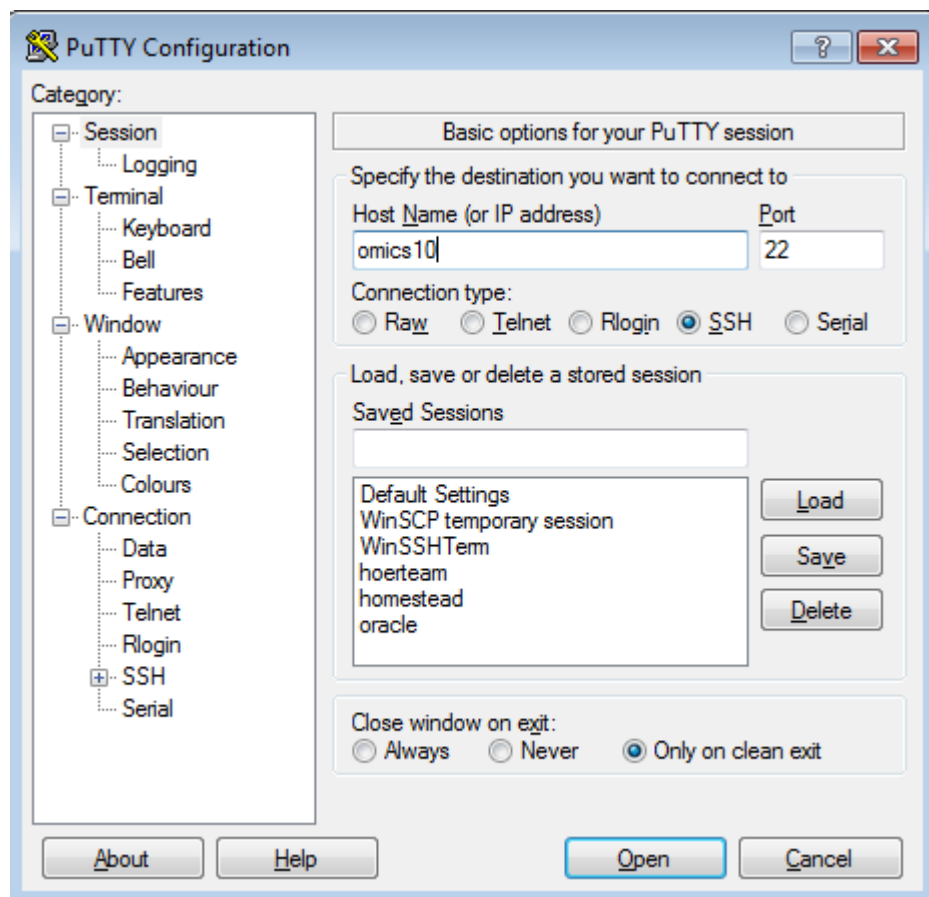 PuTTY Configuration
?
Category:
Session
Logging
Terminal
Keyboard
Bell
Features
Window
Appearance
Behaviour
Translation
Selection
Colours
Connection
Data
Proxy
Telnet
Rlogin
SSH
Serial
Basic options for your PuTTY session
Specify the destination you want to connect to
Host Name (or IP address) Port
omics10 22
Connection type:
Raw Telnet Rlogin SSH Serial
Load, save or delete a stored session
Saved Sessions
Default Settings
WinSCP temporary session
WinSSHTerm
hoerteam
homestead
oracle
Load
Save
Delete
Close window on exit:
Always Never Only on clean exit
About Help Open Cancel